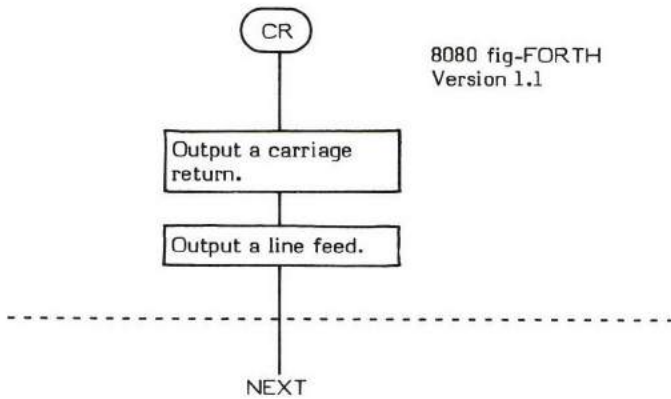 CR
8080 fig-FORTH
Version 1.1
Output a carriage
return.
Output a line feed.
NEXT